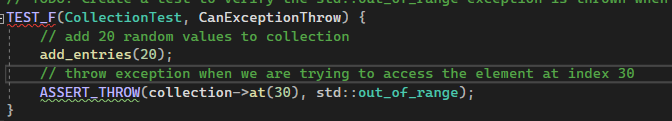 // TODO: Create a test to verify the std::out_of_range exception is thrown when
TEST_F(CollectionTest, CanExceptionThrow) {
// add 20 random values to collection
add_entries(20);
// throw exception when we are trying to access the element at index 30
ASSERT_THROW(collection->at(30), std::out_of_range);
}